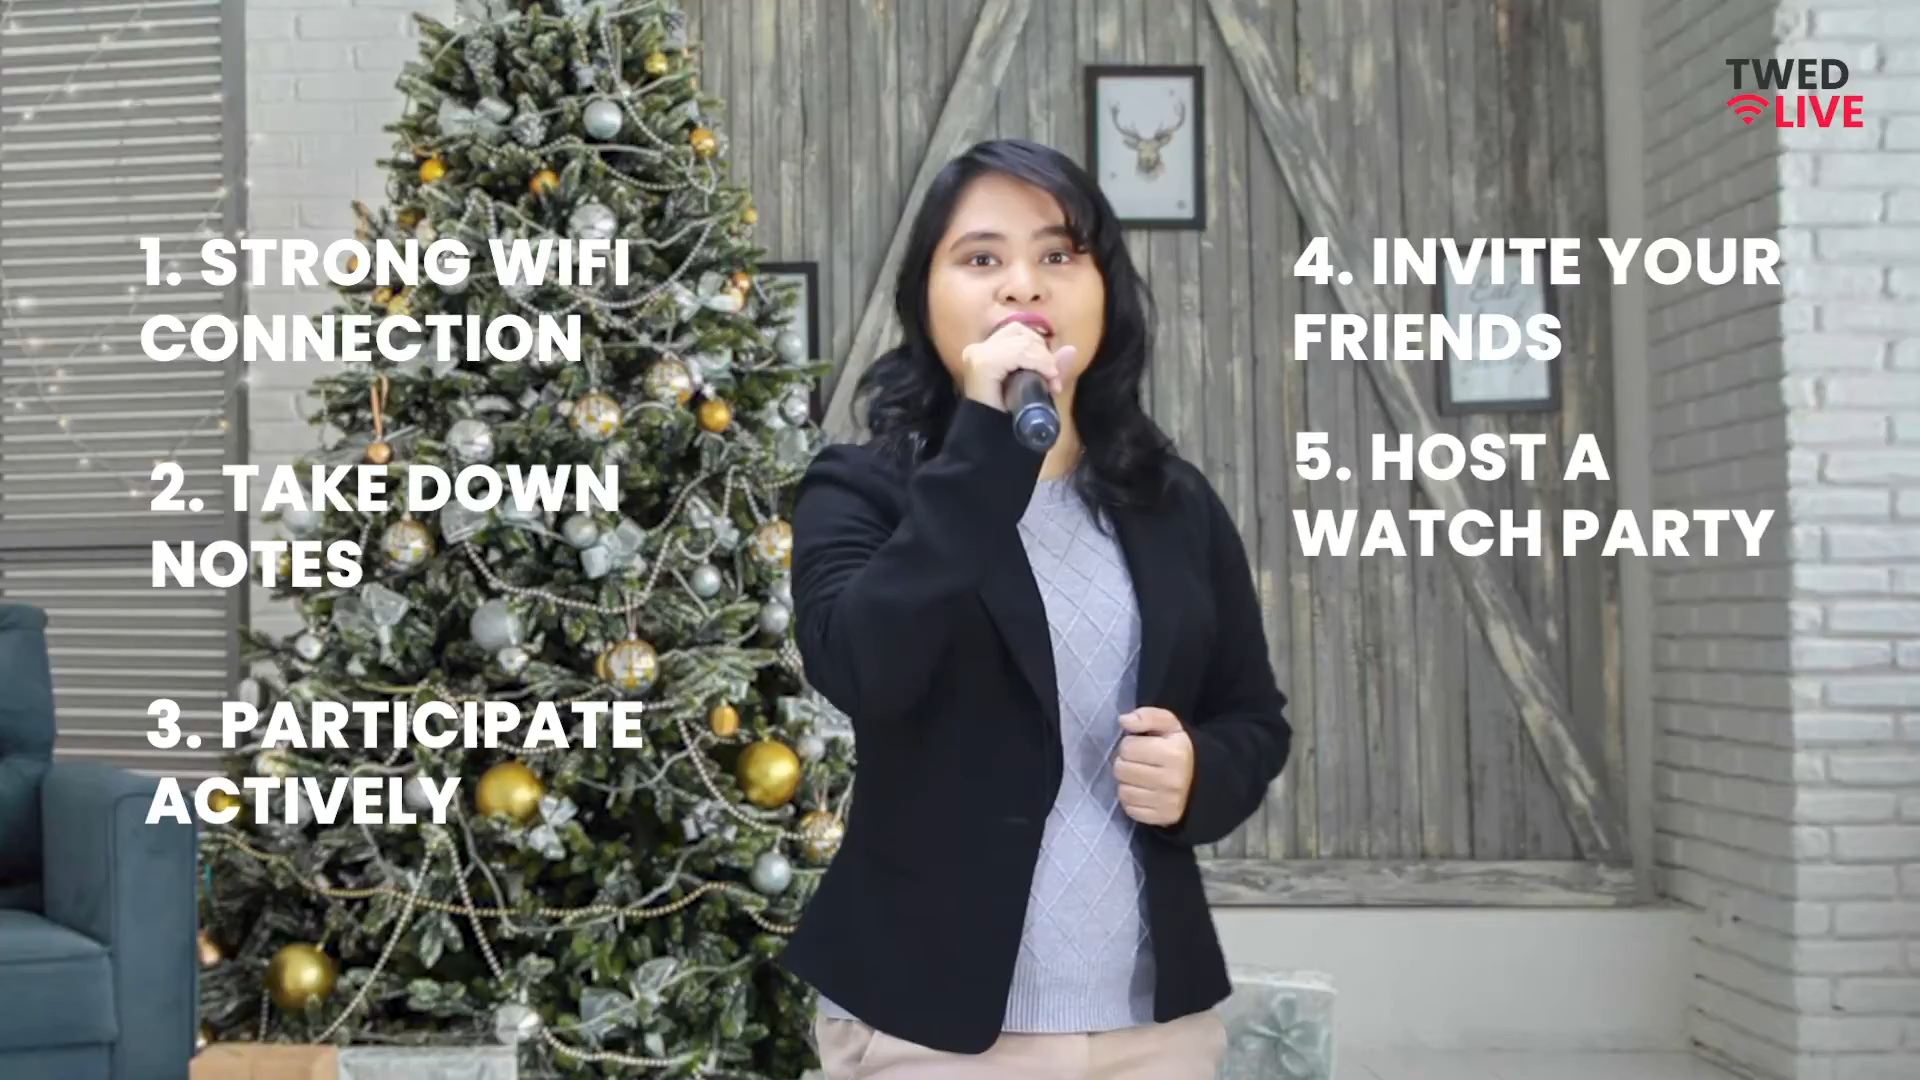 TWED
LIVE
1. STRONG WIFI
CONNECTION
2. TAKE DOWN
NOTES
3. PARTICIPATE
ACTIVELY
4. INVITE YOUR
FRIENDS
5. HOST A
WATCH PARTY